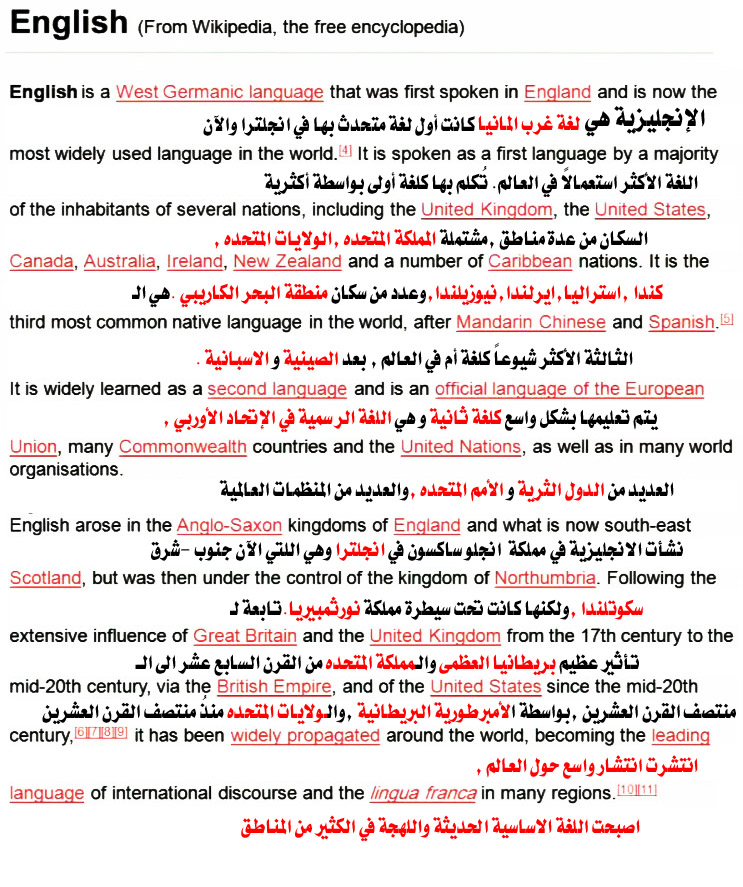 English (From Wikipedia, the free encyclopedia)
English is a West Germanic language that was first spoken in England and is now the
الإنجليزية هي لغة غرب المانيا كانت أول لغة متحدث بها في انجلترا والآن
most widely used language in the world.[4] It is spoken as a first language by a majority
اللغة الأكثر استعمالاً في العالم. تُكلم بها كلغة أولى بواسطة أكثرية
of the inhabitants of several nations, including the United Kingdom, the United States,
السكان من عدة مناطق ,مشتملة المملكة المتحده ,الولايات المتحده ,
Canada, Australia, Ireland, New Zealand and a number of Caribbean nations. It is the
كندا ,استراليا,ايرلندا,نيوزيلندا,وعدد من سكان منطقة البحر الكاريبي .هي الـ
third most common native language in the world, after Mandarin Chinese and Spanish.[5]
الثالثة الأكثر شيوعاً كلغة أم في العالم , بعد الصينية و الاسبانية .
It is widely learned as a second language and is an official language of the European
يتم تعليمها بشكل واسع كلغة ثانية و هي اللغة الرسمية في الإتحاد الأوربي ,
Union, many Commonwealth countries and the United Nations, as well as in many world
organisations.
العديد من الدول الثرية و الأمم المتحده ,والعديد من المنظمات العالمية
English arose in the Anglo-Saxon kingdoms of England and what is now south-east
نشأت الانجليزية في مملكة انجلو ساكسون في انجلترا وهي اللتي الآن جنوب -شرق
Scotland, but was then under the control of the kingdom of Northumbria. Following the
سكوتلندا ,ولكنها كانت تحت سيطرة مملكة نورثمبيريا.تابعة لـ
extensive influence of Great Britain and the United Kingdom from the 17th century to the
تأثير عظيم بريطانيا العظمى والمملكة المتحده من القرن السابع عشر الى الـ
mid-20th century, via the British Empire, and of the United States since the mid-20th
منتصف القرن العشرين ,بواسطة الأمبرطورية البريطانية ,والولايات المتحده منذُ منتصف القرن العشرين
century,[6][7][8][9] it has been widely propagated around the world, becoming the leading
انتشرت انتشار واسع حول العالم ,
language of international discourse and the lingua franca in many regions.[10][11]
اصبحت اللغة الاساسية الحديثة واللهجة في الكثير من المناطق